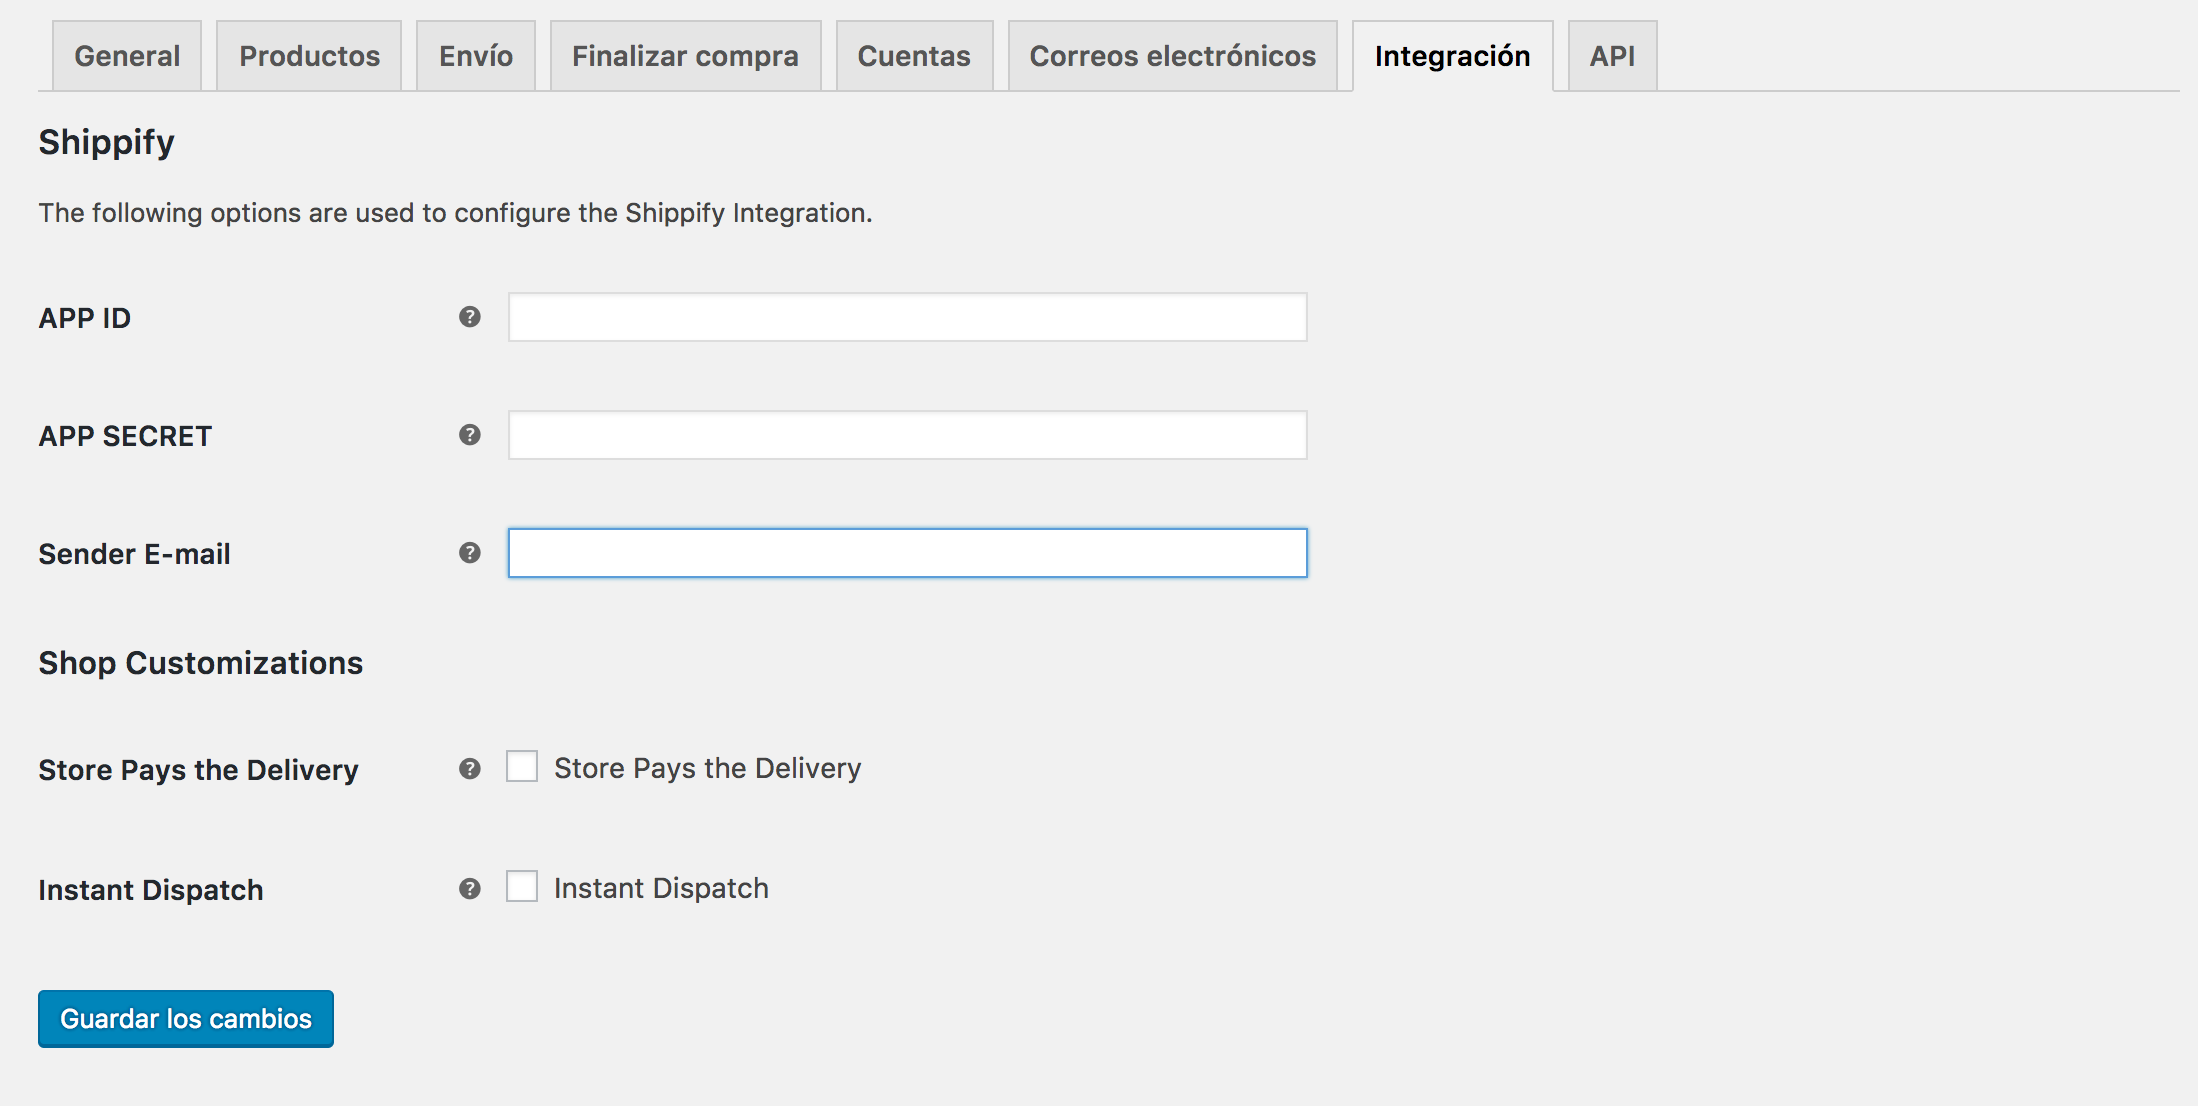 General Productos Envío Finalizar compra Cuentas Correos electrónicos Integración API
Shippify
The following options are used to configure the Shippify Integration.
APP ID ?
APP SECRET ?
Sender E-mail ?
Shop Customizations
Store Pays the Delivery ? Store Pays the Delivery
Instant Dispatch ? Instant Dispatch
Guardar los cambios